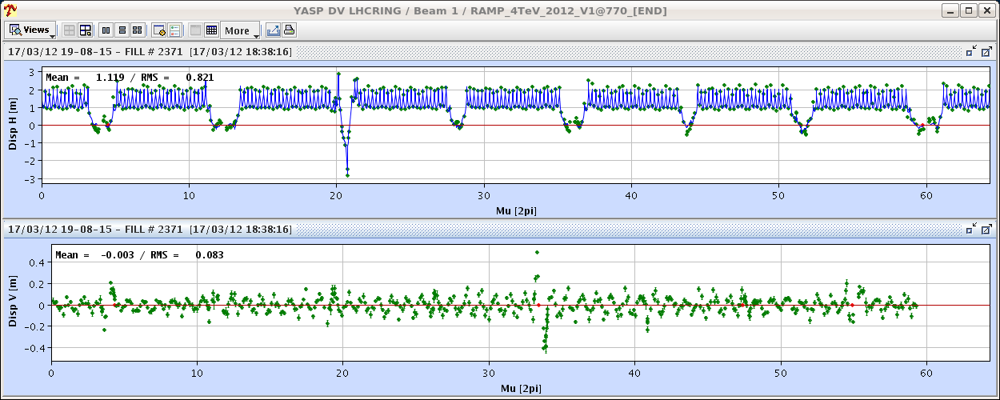 YASP DV LHCRING / Beam 1 / RAMP_4TeV_2012_V1@770_[END]
Views More
17/03/12 19-08-15 - FILL # 2371 [17/03/12 18:38:16]
Mean = 1.119 / RMS = 0.821
Disp H [m]
3
2
1
0
-1
-2
-3
0 10 20 30 40 50 60
Mu [2pi]
17/03/12 19-08-15 - FILL # 2371 [17/03/12 18:38:16]
Mean = -0.003 / RMS = 0.083
Disp V [m]
0.4
0.2
0
-0.2
-0.4
0 10 20 30 40 50 60
Mu [2pi]